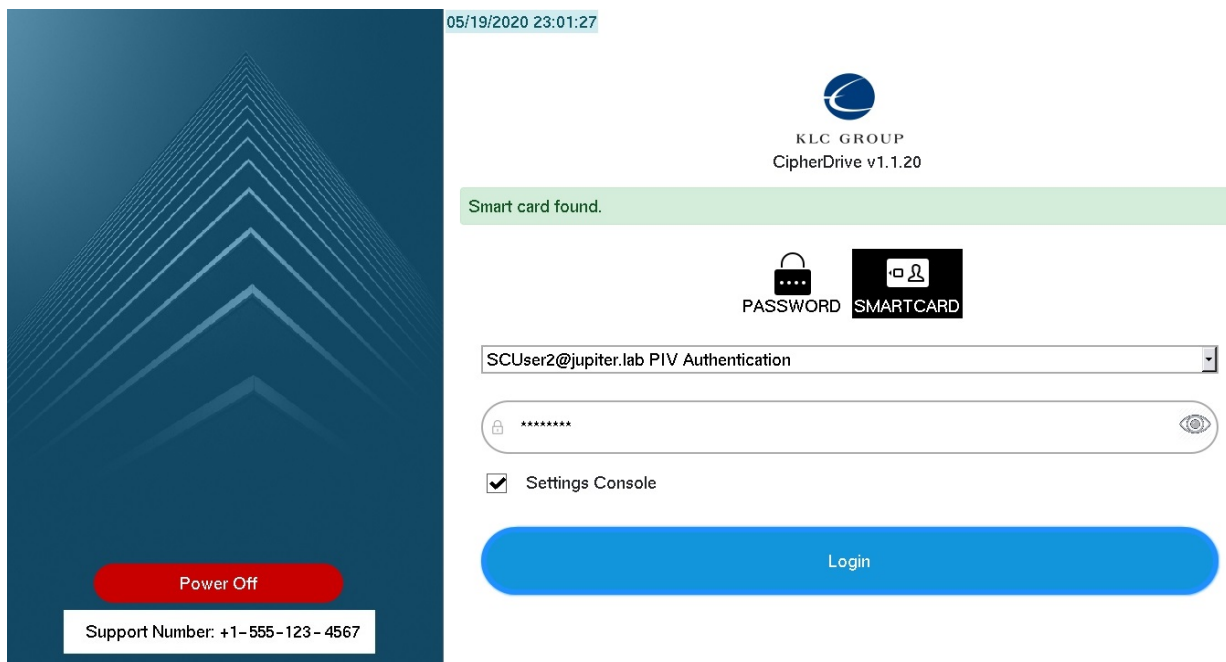 05/19/2020 23:01:27
KLC GROUP
CipherDrive v1.1.20
Smart card found.
PASSWORD SMARTCARD
SCUser2@jupiter.lab PIV Authentication
********
Settings Console
Login
Power Off
Support Number: +1-555-123-4567